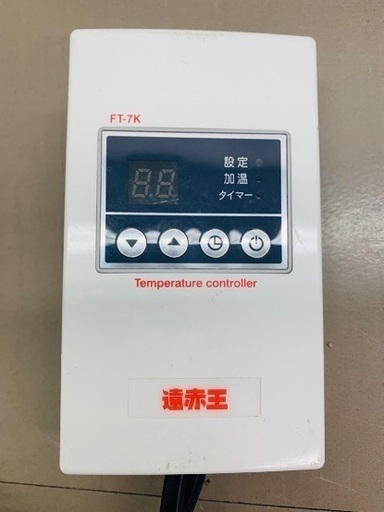 FT-7K
設定
加温
タイマー
Temperature controller
遠赤王